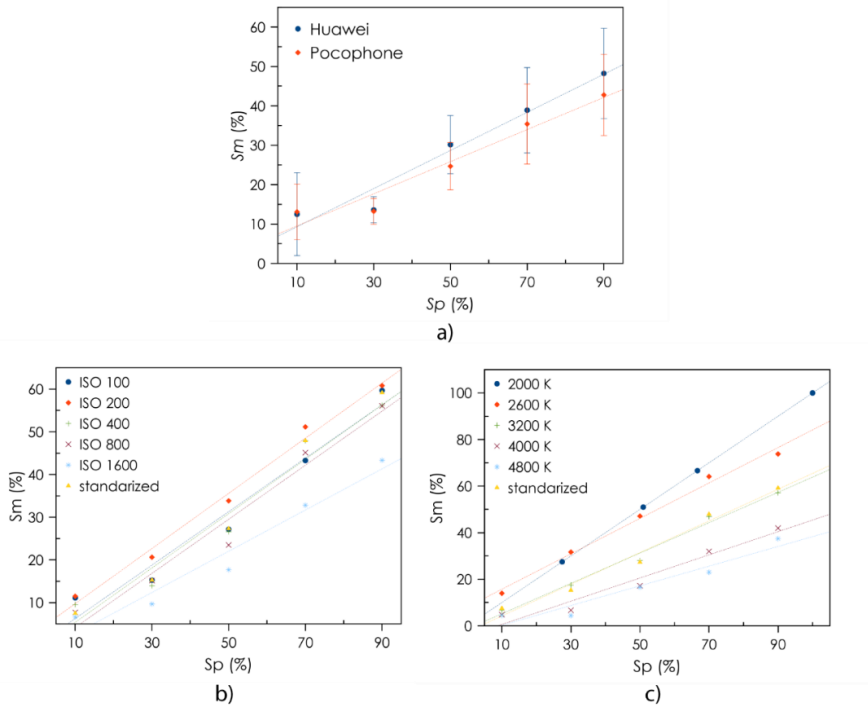 Huawei
Pocophone
60
50
40
30
20
10
0
Sm (%)
10 30 50 70 90
Sp (%)
a)
ISO 100
ISO 200
ISO 400
ISO 800
ISO 1600
standarized
60
50
40
30
20
10
Sm (%)
10 30 50 70 90
Sp (%)
b)
2000 K
2600 K
3200 K
4000 K
4800 K
standarized
100
80
60
40
20
0
Sm (%)
10 30 50 70 90
Sp (%)
c)